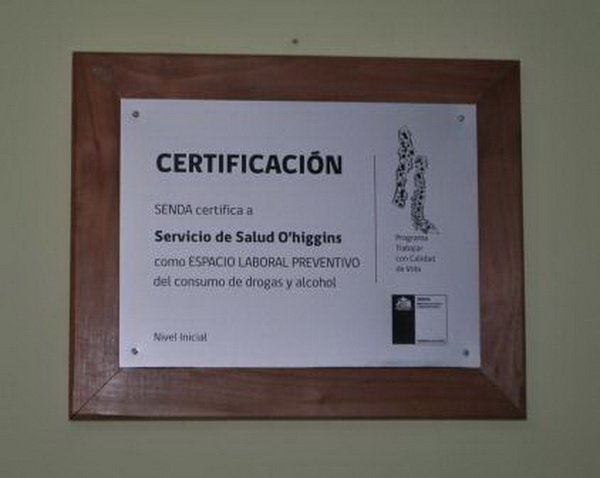 CERTIFICACIÓN
SENDA certifica a
Servicio de Salud O'higgins
como ESPACIO LABORAL PREVENTIVO
del consumo de drogas y alcohol
Nivel Inicial
Programa
Trabajar
con Calidad
de Vida